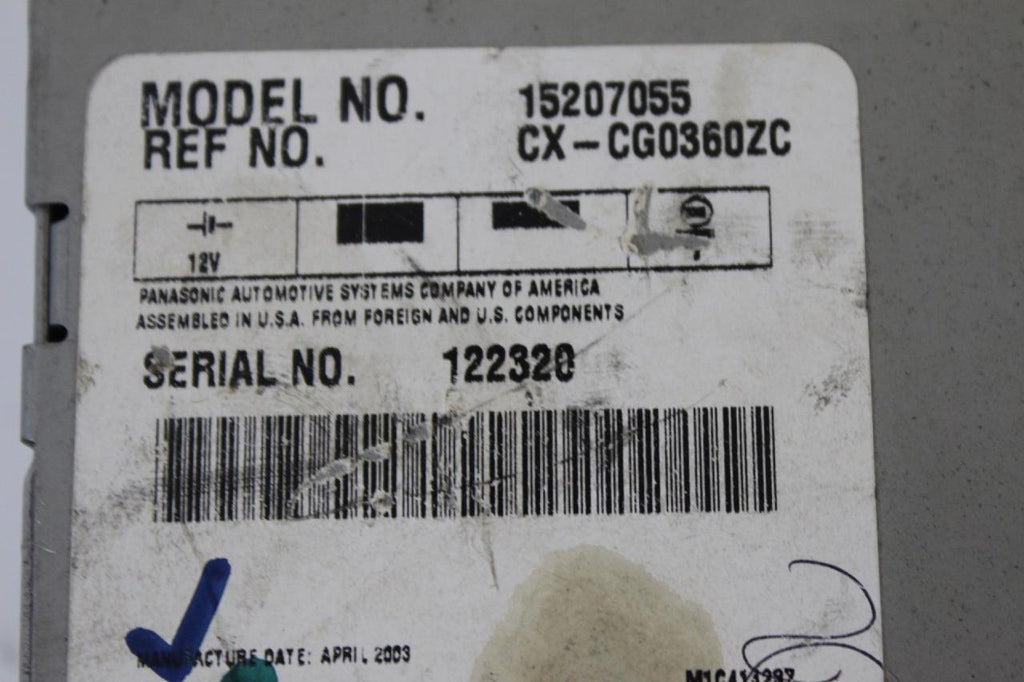 MODEL NO. 15207055
REF NO. CX-CG0360ZC
12V
PANASONIC AUTOMOTIVE SYSTEMS COMPANY OF AMERICA
ASSEMBLED IN U.S.A. FROM FOREIGN AND U.S. COMPONENTS
SERIAL NO. 122320
MANUFACTURE DATE: APRIL 2003